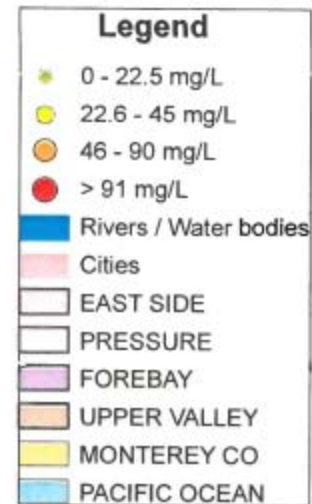 Legend
0 - 22.5 mg/L
22.6 - 45 mg/L
46 - 90 mg/L
> 91 mg/L
Rivers / Water bodies
Cities
EAST SIDE
PRESSURE
FOREBAY
UPPER VALLEY
MONTEREY CO
PACIFIC OCEAN